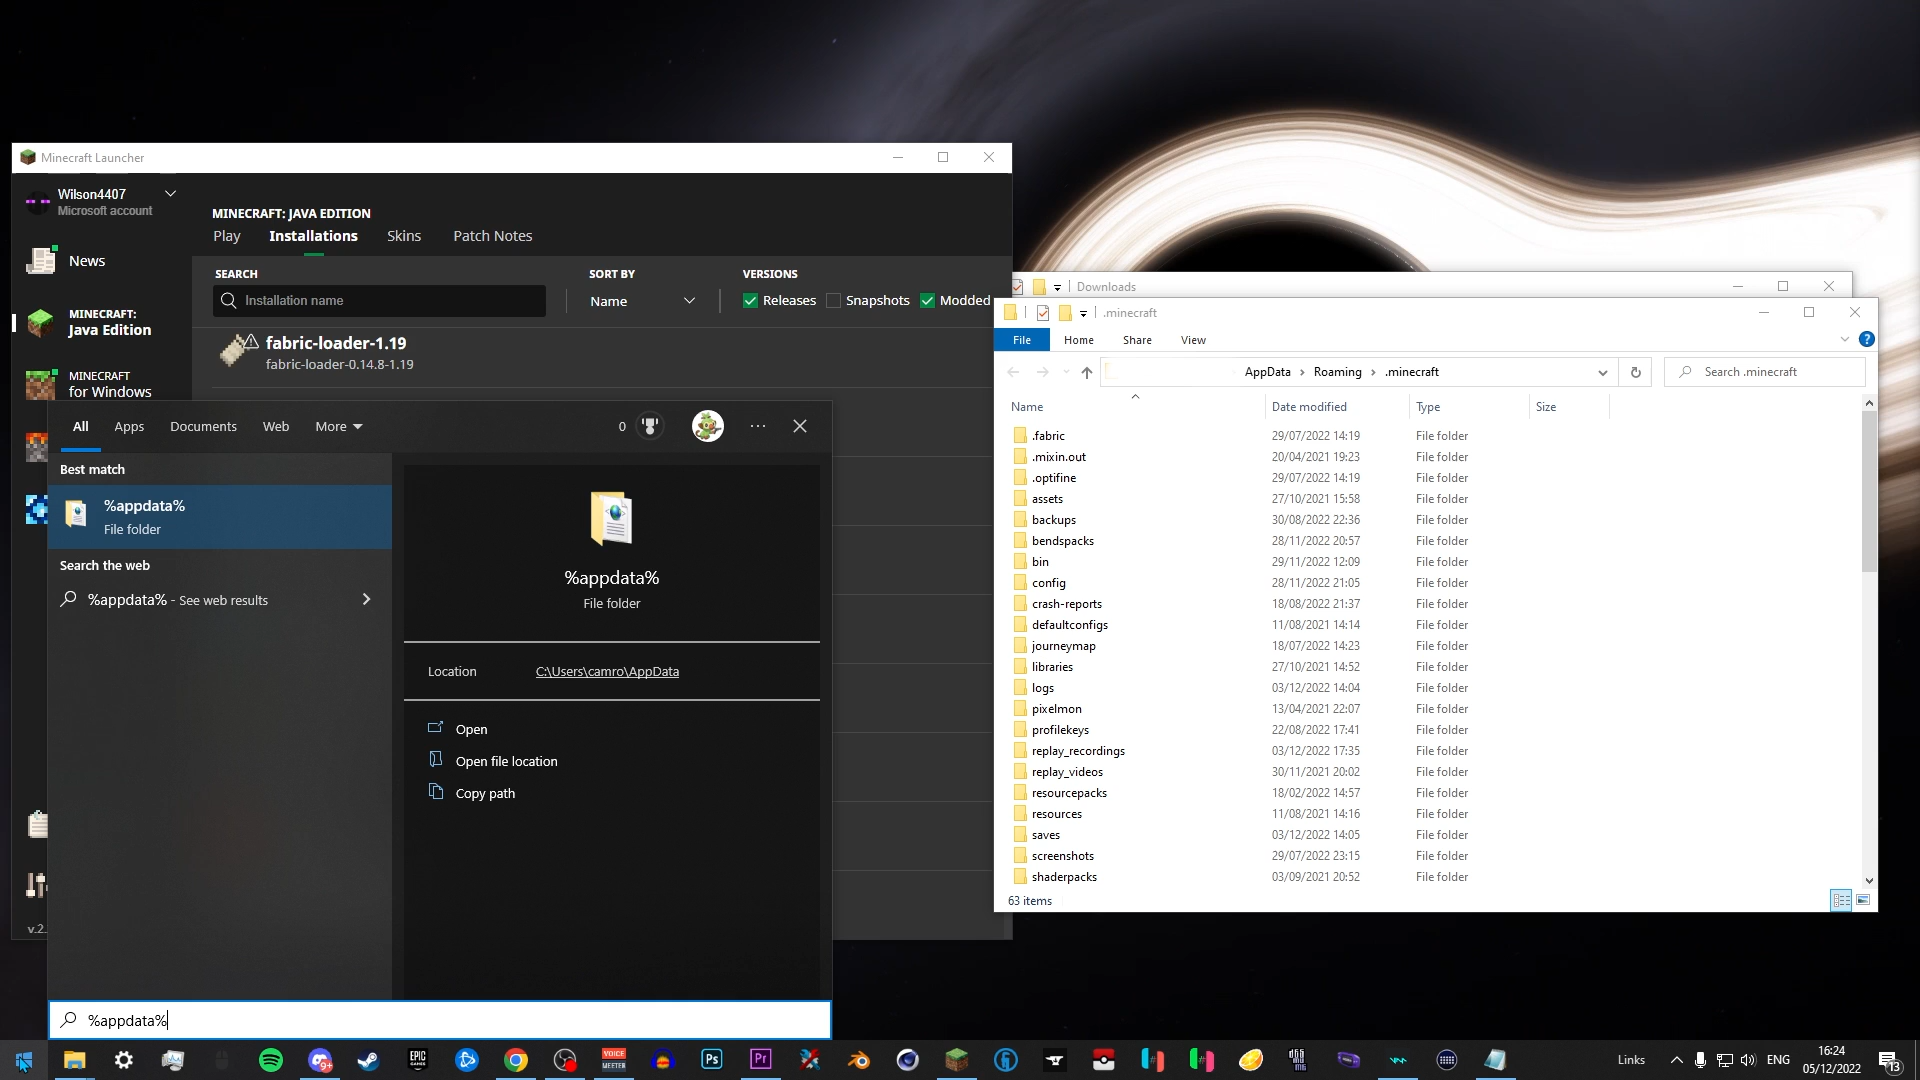 Minecraft Launcher
Wilson4407
Microsoft account
News
MINECRAFT:
Java Edition
MINECRAFT
for Windows
v.2.
MINECRAFT: JAVA EDITION
Play Installations Skins Patch Notes
SEARCH SORT BY VERSIONS
Installation name Name Releases Snapshots Modded
fabric-loader-1.19
fabric-loader-0.14.8-1.19
All Apps Documents Web More 0
Best match
%appdata%
File folder
Search the web
%appdata% - See web results
%appdata%
File folder
Location C:\Users\camro\AppData
Open
Open file location
Copy path
%appdata%
Downloads
.minecraft
File Home Share View
AppData Roaming .minecraft Search .minecraft
Name Date modified Type Size
.fabric 29/07/2022 14:19 File folder
.mixin.out 20/04/2021 19:23 File folder
.optifine 29/07/2022 14:19 File folder
assets 27/10/2021 15:58 File folder
backups 30/08/2022 22:36 File folder
bendspacks 28/11/2022 20:57 File folder
bin 29/11/2022 12:09 File folder
config 28/11/2022 21:05 File folder
crash-reports 18/08/2022 21:37 File folder
defaultconfigs 11/08/2021 14:14 File folder
journeymap 18/07/2022 14:23 File folder
libraries 27/10/2021 14:52 File folder
logs 03/12/2022 14:04 File folder
pixelmon 13/04/2021 22:07 File folder
profilekeys 22/08/2022 17:41 File folder
replay_recordings 03/12/2022 17:35 File folder
replay_videos 30/11/2021 20:02 File folder
resourcepacks 18/02/2022 14:57 File folder
resources 11/08/2021 14:16 File folder
saves 03/12/2022 14:05 File folder
screenshots 29/07/2022 23:15 File folder
shaderpacks 03/09/2021 20:52 File folder
63 items
9+ EPIC GAMES VOICE MEETER Ps Pr
Links ENG
16:24
05/12/2022
13